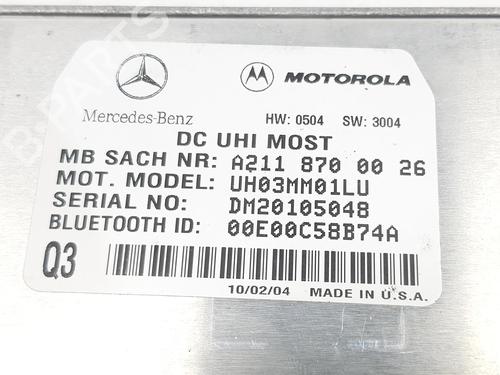 MOTOROLA
Mercedes-Benz
HW: 0504 SW: 3004
DC UHI MOST
MB SACH NR: A211 870 00 26
MOT. MODEL: UH03MM01LU
SERIAL NO: DM20105048
BLUETOOTH ID: 00E00C58B74A
Q3
10/02/04 MADE IN U.S.A.
B-PARTS